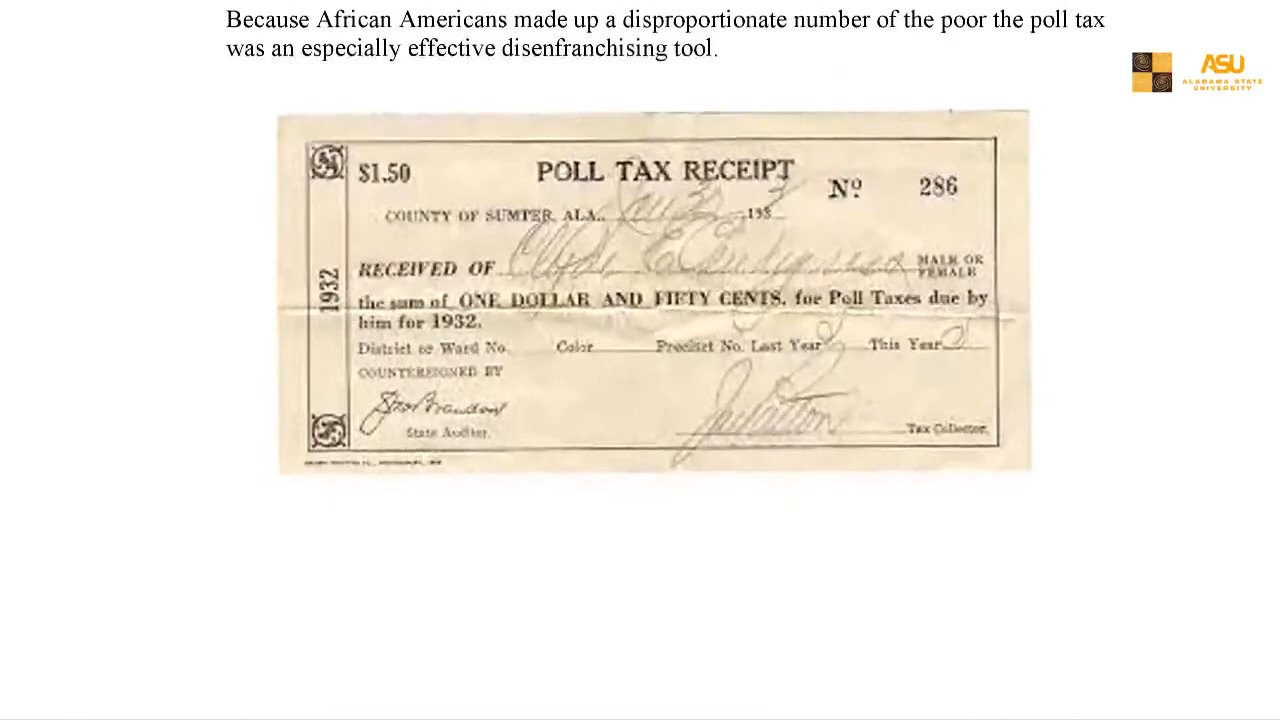 Because African Americans made up a disproportionate number of the poor the poll tax
was an especially effective disenfranchising tool.
ASU
ALABAMA STATE
UNIVERSITY
$1.50
POLL TAX RECEIPT
No 286
COUNTY OF SUMTER, ALA., 193
1932
RECEIVED OF
MALE OR
FEMALE
the sum of ONE DOLLAR AND FIFTY CENTS, for Poll Taxes due by
him for 1932.
District or Ward No. Color Precinct No. Last Year This Year
COUNTERSIGNED BY
State Auditor.
Tax Collector.